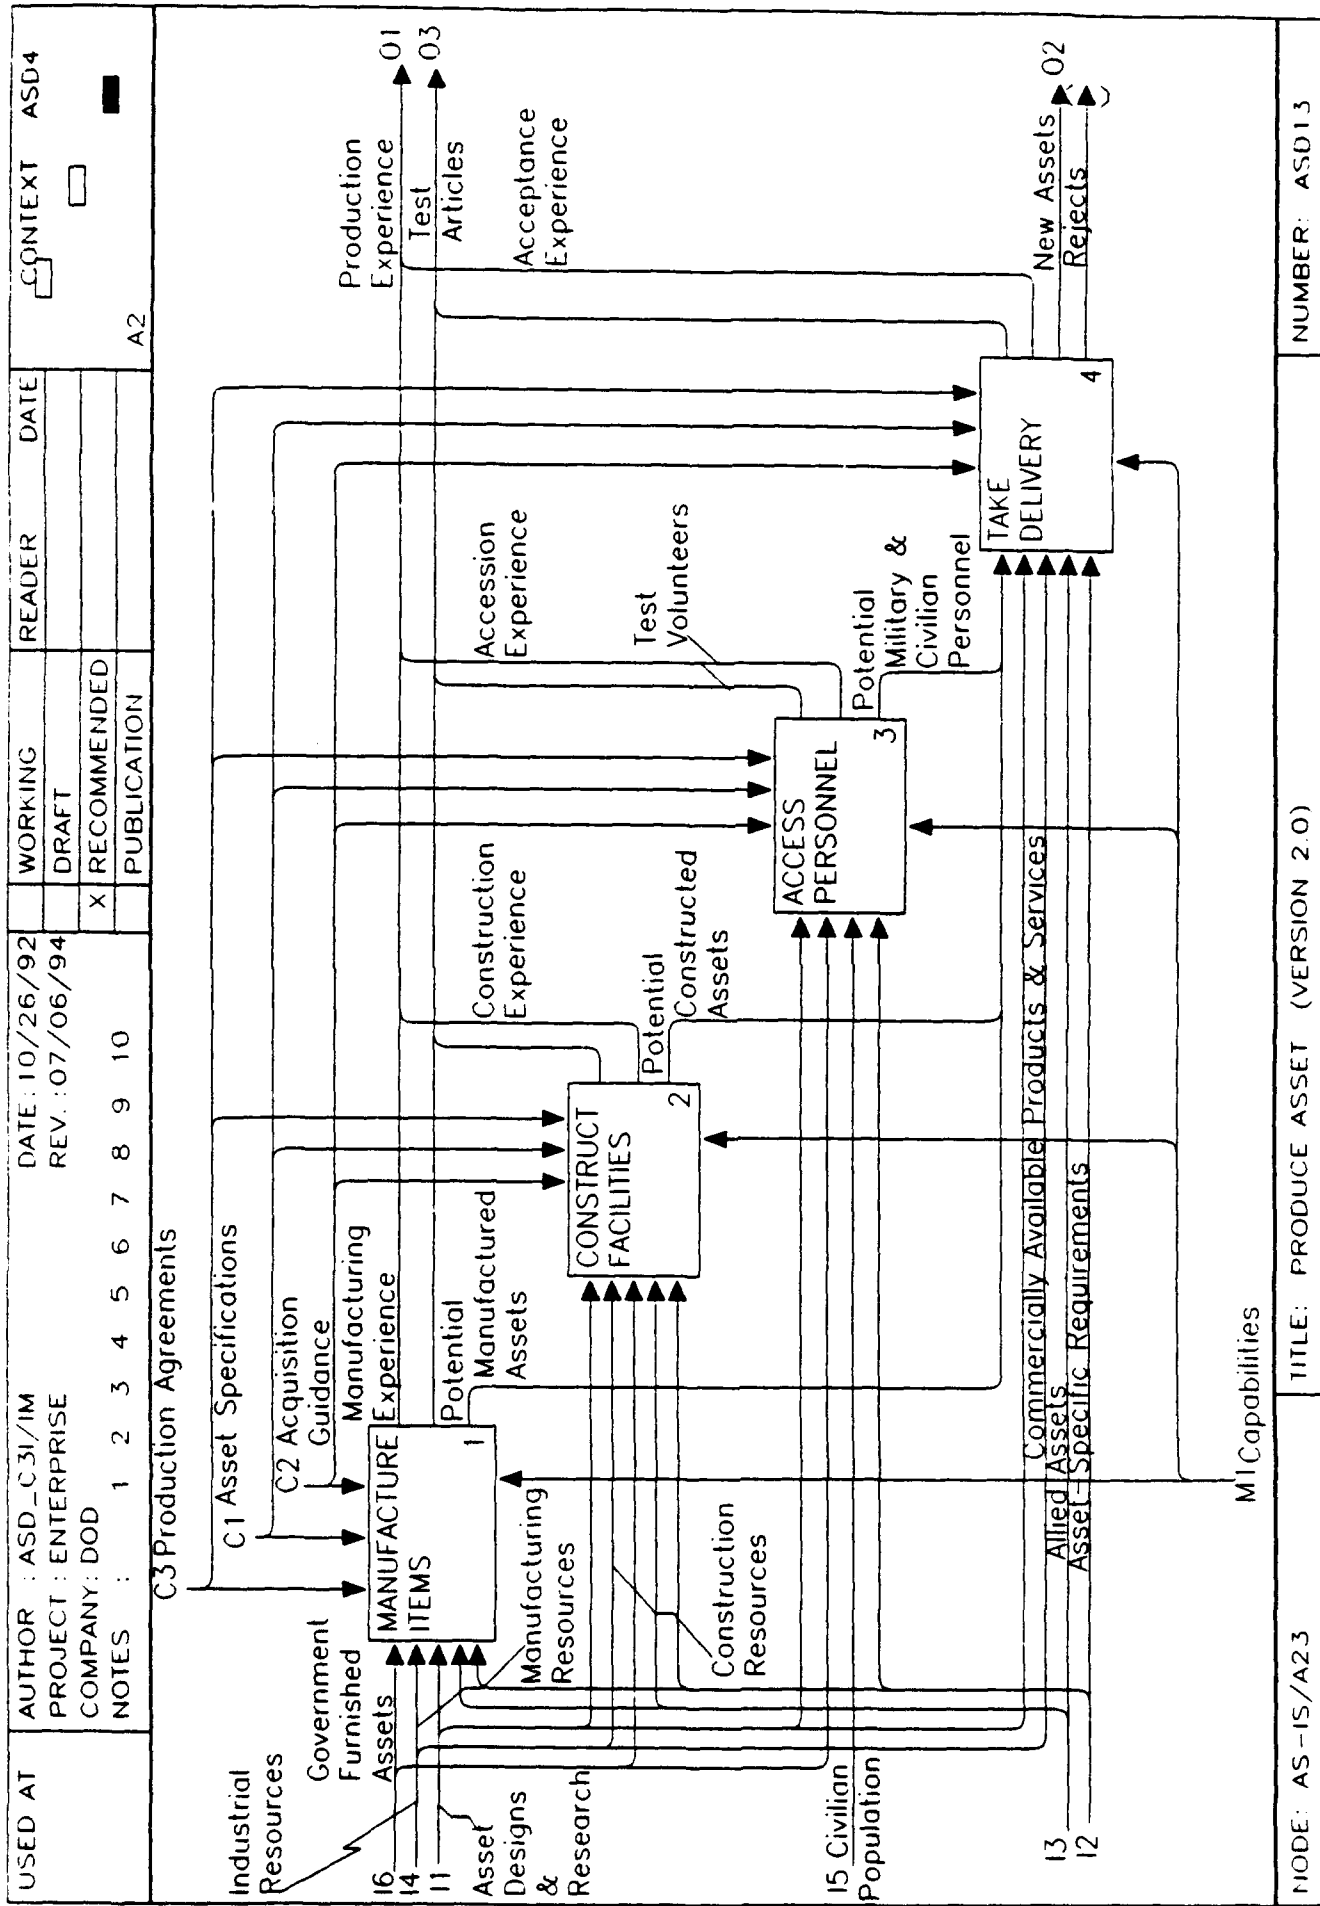 USED AT
AUTHOR : ASD_C3I/IM
PROJECT : ENTERPRISE
COMPANY: DOD
NOTES : 1 2 3 4 5 6 7 8 9 10
DATE: 10/26/92
REV. : 07/06/94
WORKING
DRAFT
X RECOMMENDED
PUBLICATION
READER DATE
CONTEXT ASD4
A2
C3 Production Agreements
C1 Asset Specifications
C2 Acquisition
Guidance
Industrial
Resources
Government
Furnished
Assets
I6
I4
I1
Asset
Designs
&
Research
MANUFACTURE
ITEMS
1
Manufacturing
Experience
Potential
Manufactured
Assets
Manufacturing
Resources
Construction
Resources
CONSTRUCT
FACILITIES
2
Construction
Experience
Potential
Constructed
Assets
ACCESS
PERSONNEL
3
Accession
Experience
Test
Volunteers
Potential
Military &
Civilian
Personnel
TAKE
DELIVERY
4
Production
Experience
Test
Articles
Acceptance
Experience
O1
O3
New Assets
Rejects
O2
I5 Civilian
Population
I3
I2
Commercially Available Products & Services
Allied Assets
Asset-Specific Requirements
M1 Capabilities
NODE: AS-IS/A23
TITLE: PRODUCE ASSET (VERSION 2.0)
NUMBER: ASD13